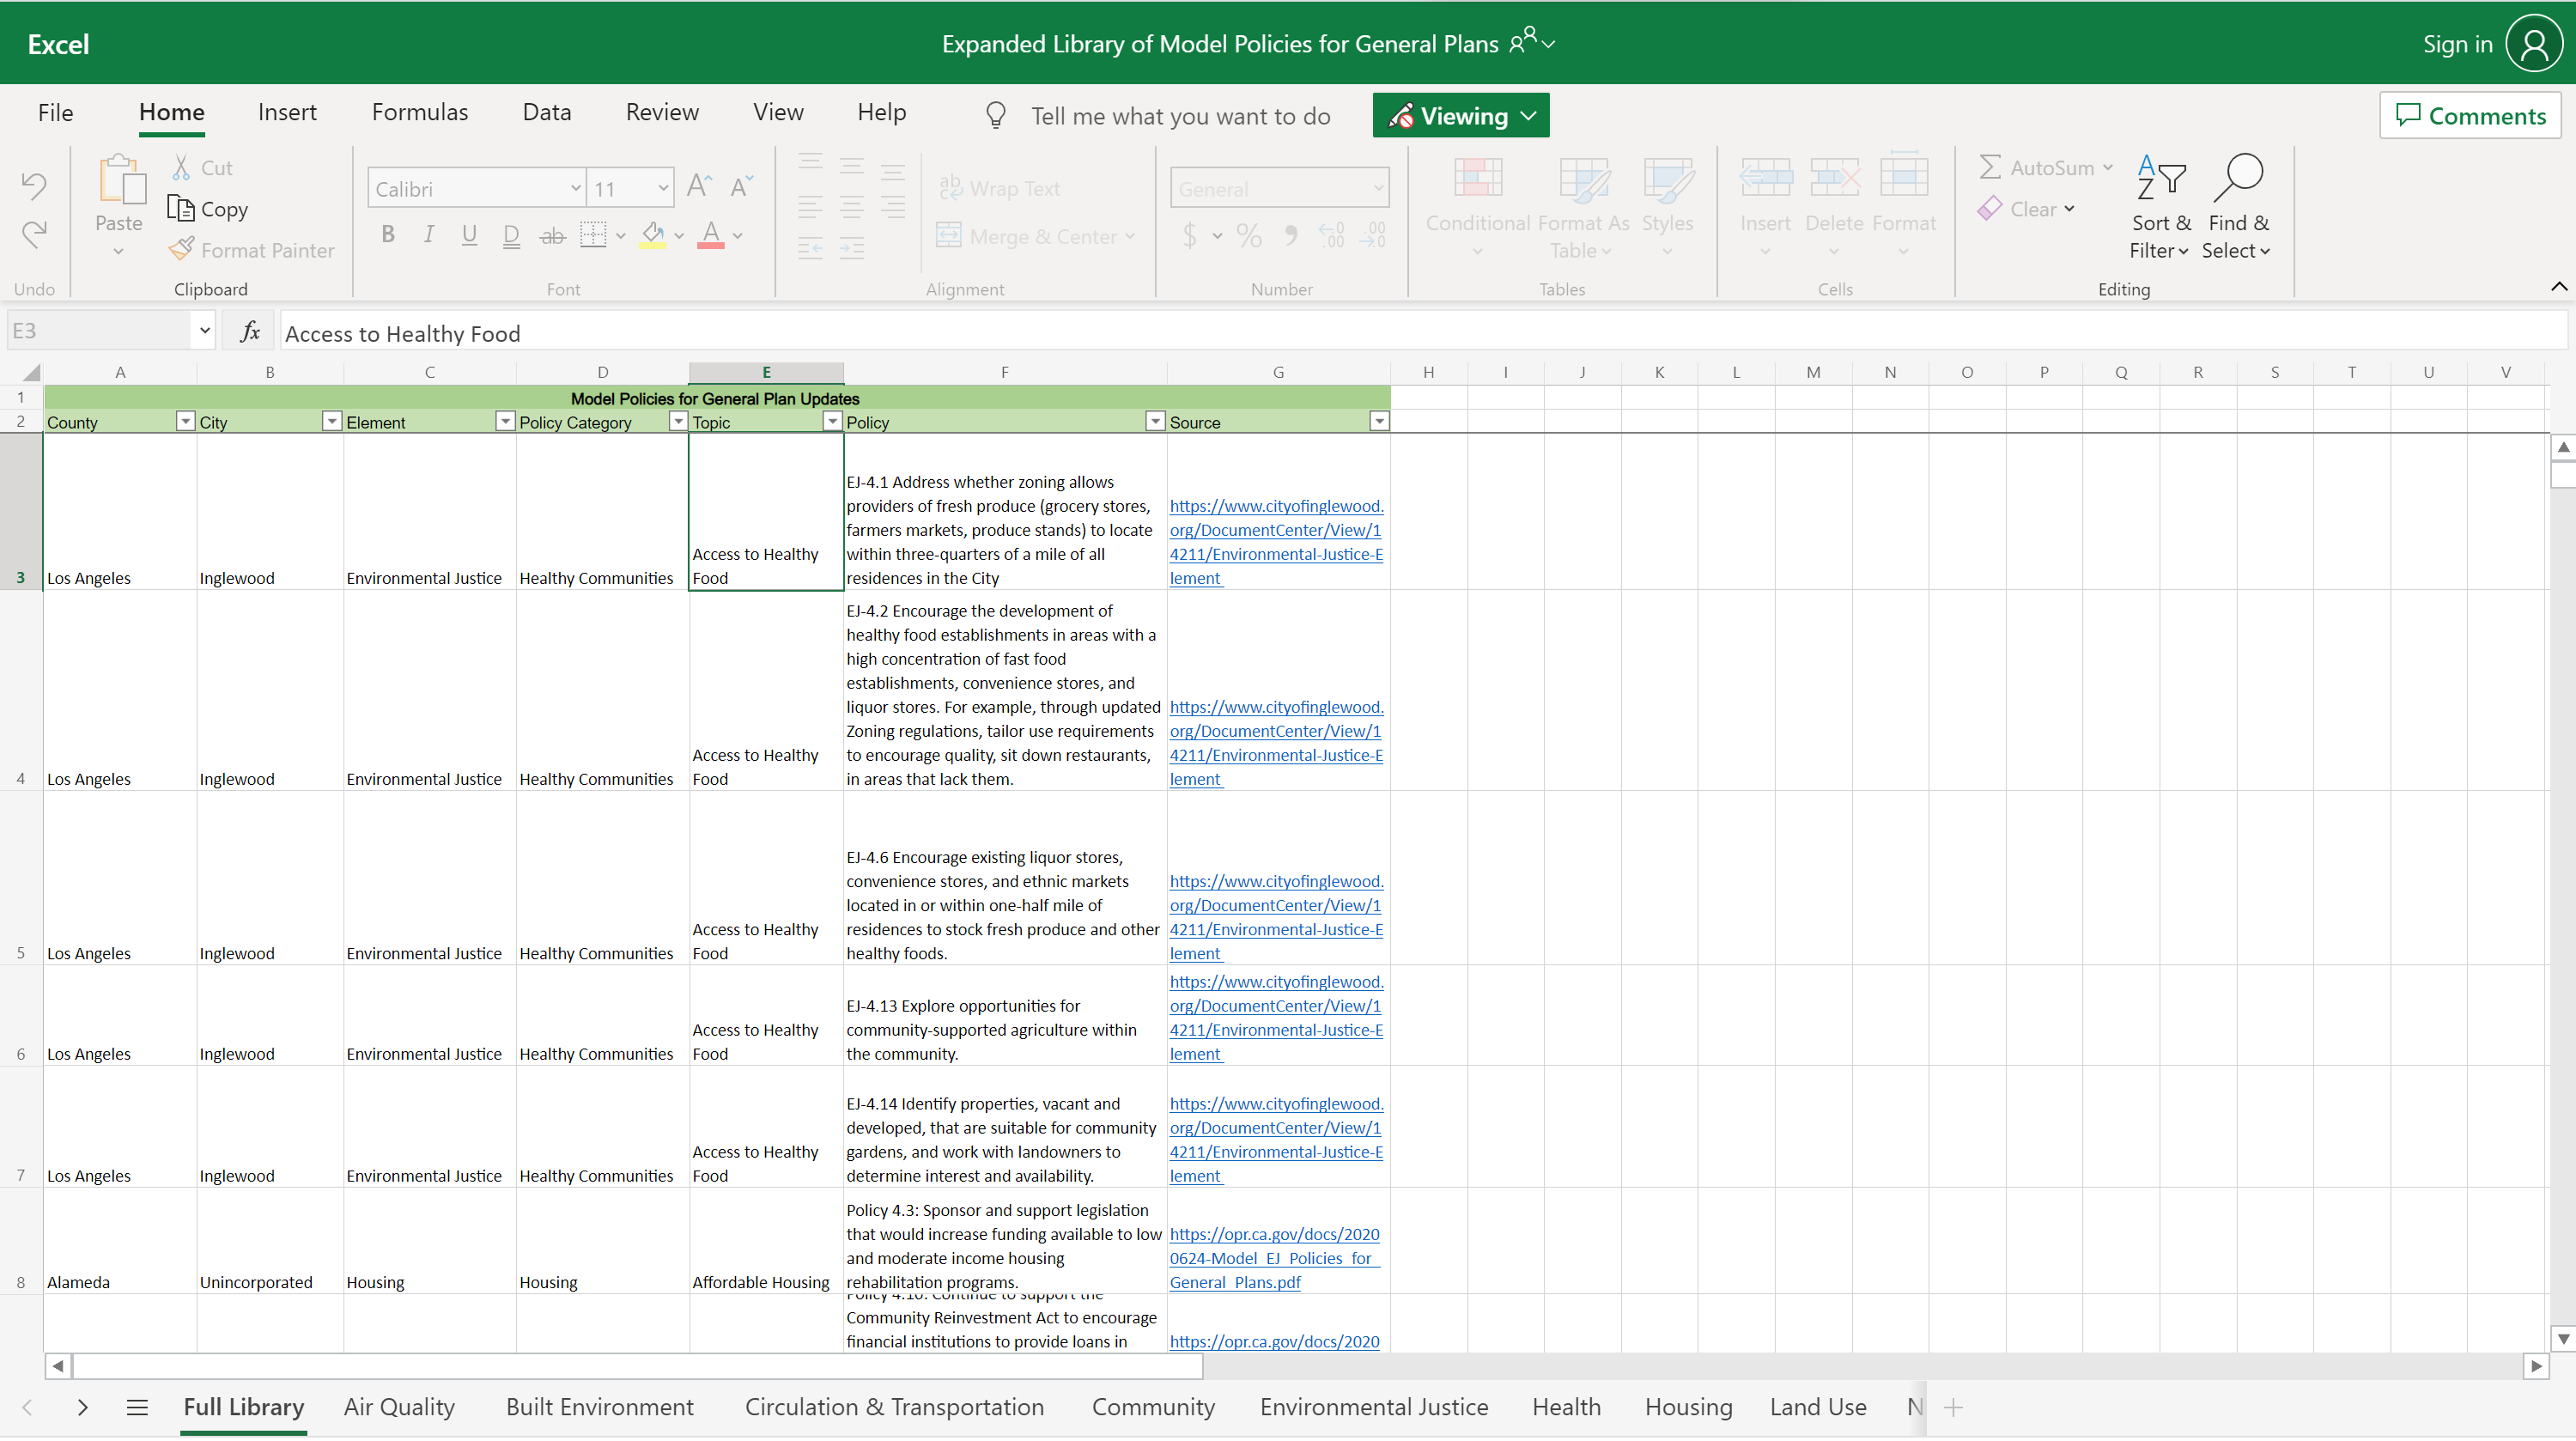 Excel
Expanded Library of Model Policies for General Plans
Sign in
File Home Insert Formulas Data Review View Help Tell me what you want to do Viewing Comments
Paste
Cut
Copy
Format Painter
Calibri 11
B I U D ab
Wrap Text
Merge & Center
General
$ % 9
Conditional Format As Table Styles
Insert Delete Format
AutoSum
Clear
Sort & Filter
Find & Select
Undo Clipboard Font Alignment Number Tables Cells Editing
E3 fx Access to Healthy Food
A B C D E F G H I J K L M N O P Q R S T U V
1 Model Policies for General Plan Updates
2 County City Element Policy Category Topic Policy Source
3 Los Angeles Inglewood Environmental Justice Healthy Communities
Access to Healthy
Food
EJ-4.1 Address whether zoning allows
providers of fresh produce (grocery stores,
farmers markets, produce stands) to locate
within three-quarters of a mile of all
residences in the City
https://www.cityofinglewood.
org/DocumentCenter/View/1
4211/Environmental-Justice-E
lement
4 Los Angeles Inglewood Environmental Justice Healthy Communities
Access to Healthy
Food
EJ-4.2 Encourage the development of
healthy food establishments in areas with a
high concentration of fast food
establishments, convenience stores, and
liquor stores. For example, through updated
Zoning regulations, tailor use requirements
to encourage quality, sit down restaurants,
in areas that lack them.
https://www.cityofinglewood.
org/DocumentCenter/View/1
4211/Environmental-Justice-E
lement
5 Los Angeles Inglewood Environmental Justice Healthy Communities
Access to Healthy
Food
EJ-4.6 Encourage existing liquor stores,
convenience stores, and ethnic markets
located in or within one-half mile of
residences to stock fresh produce and other
healthy foods.
https://www.cityofinglewood.
org/DocumentCenter/View/1
4211/Environmental-Justice-E
lement
6 Los Angeles Inglewood Environmental Justice Healthy Communities
Access to Healthy
Food
EJ-4.13 Explore opportunities for
community-supported agriculture within
the community.
https://www.cityofinglewood.
org/DocumentCenter/View/1
4211/Environmental-Justice-E
lement
7 Los Angeles Inglewood Environmental Justice Healthy Communities
Access to Healthy
Food
EJ-4.14 Identify properties, vacant and
developed, that are suitable for community
gardens, and work with landowners to
determine interest and availability.
https://www.cityofinglewood.
org/DocumentCenter/View/1
4211/Environmental-Justice-E
lement
8 Alameda Unincorporated Housing Housing Affordable Housing
Policy 4.3: Sponsor and support legislation
that would increase funding available to low
and moderate income housing
rehabilitation programs.
https://opr.ca.gov/docs/2020
0624-Model_EJ_Policies_for_
General_Plans.pdf
Policy 4.10: Continue to support the
Community Reinvestment Act to encourage
financial institutions to provide loans in
https://opr.ca.gov/docs/2020
Full Library Air Quality Built Environment Circulation & Transportation Community Environmental Justice Health Housing Land Use N